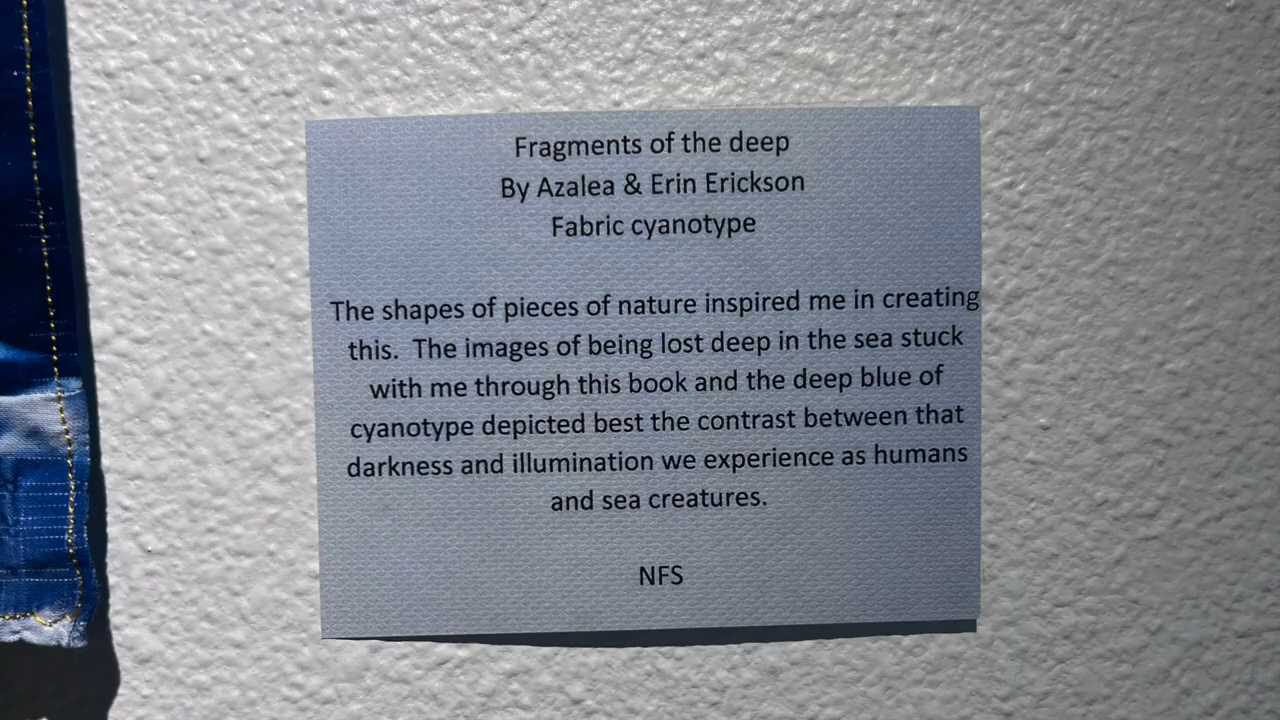 Fragments of the deep
By Azalea & Erin Erickson
Fabric cyanotype
The shapes of pieces of nature inspired me in creating
this.  The images of being lost deep in the sea stuck
with me through this book and the deep blue of
cyanotype depicted best the contrast between that
darkness and illumination we experience as humans
and sea creatures.
NFS